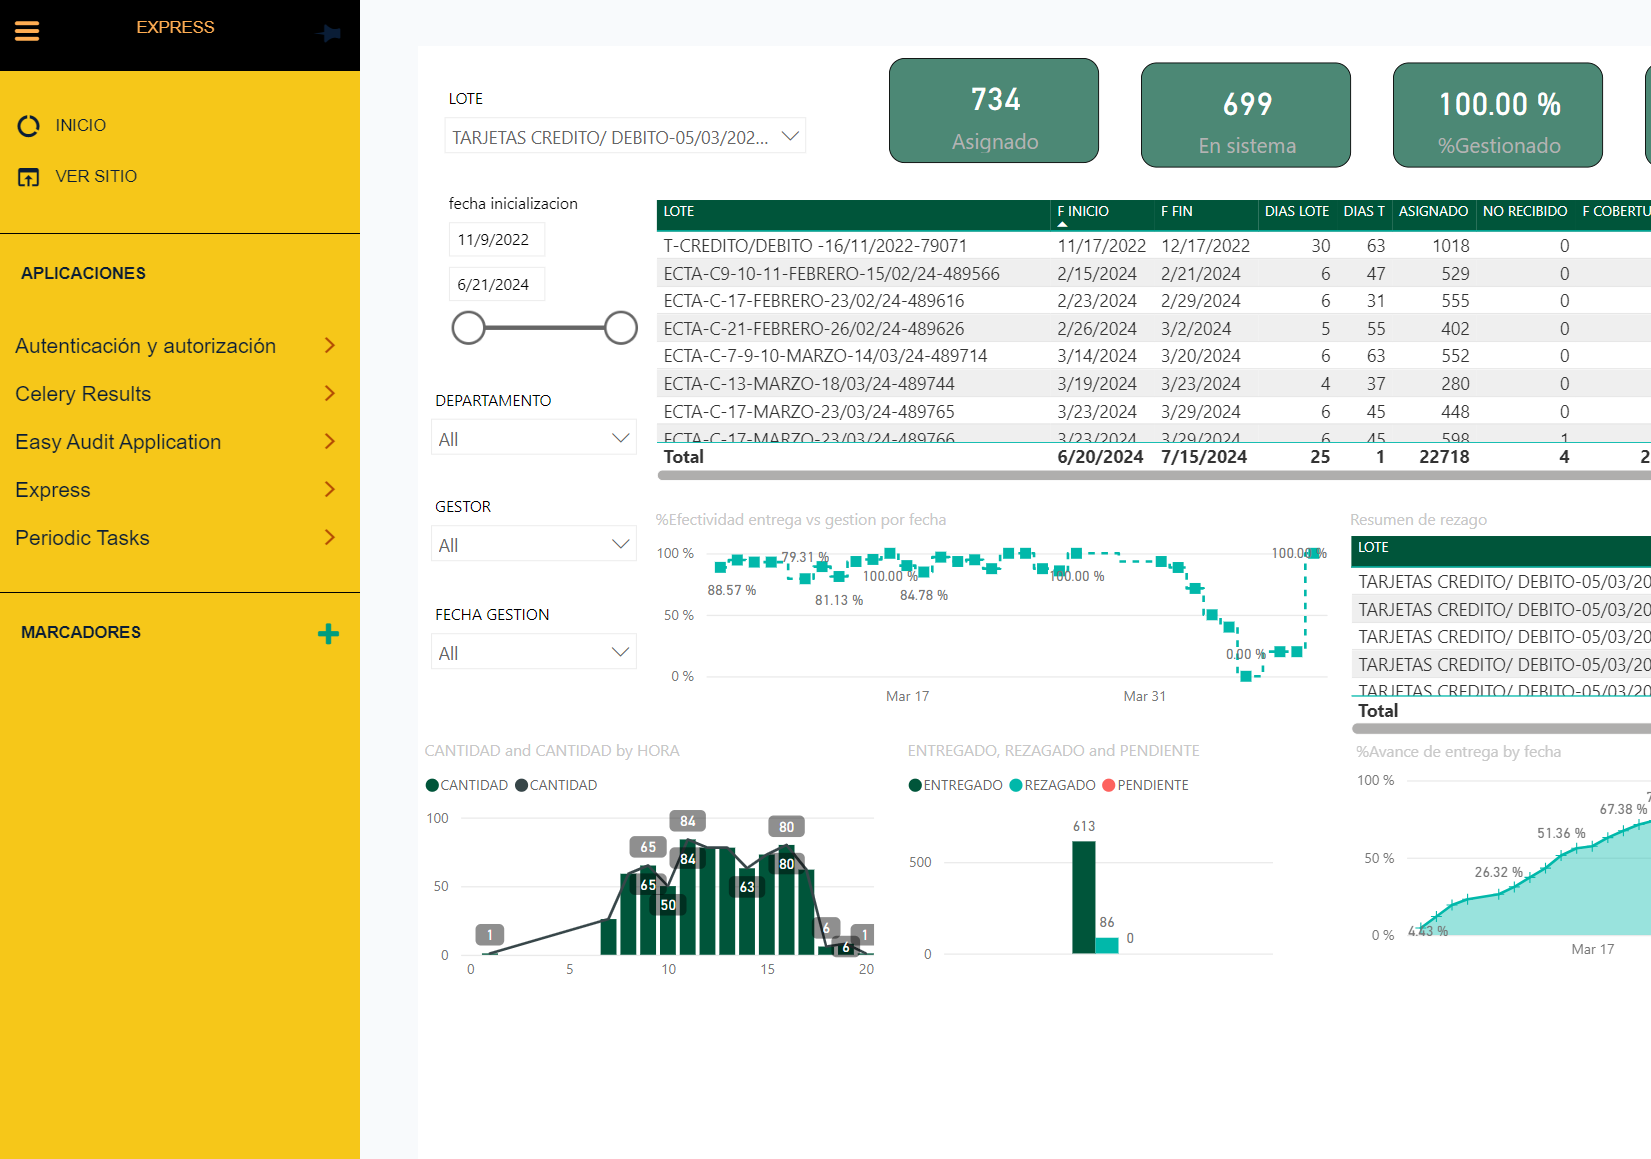 EXPRESS
INICIO
VER SITIO
APLICACIONES
Autenticación y autorización
Celery Results
Easy Audit Application
Express
Periodic Tasks
MARCADORES
LOTE
TARJETAS CREDITO/ DEBITO-05/03/202...
734
Asignado
699
En sistema
100.00 %
%Gestionado
fecha inicializacion
11/9/2022
6/21/2024
DEPARTAMENTO
All
GESTOR
All
FECHA GESTION
All
LOTE F INICIO F FIN DIAS LOTE DIAS T ASIGNADO NO RECIBIDO F COBERTU
T-CREDITO/DEBITO -16/11/2022-79071 11/17/2022 12/17/2022 30 63 1018 0
ECTA-C9-10-11-FEBRERO-15/02/24-489566 2/15/2024 2/21/2024 6 47 529 0
ECTA-C-17-FEBRERO-23/02/24-489616 2/23/2024 2/29/2024 6 31 555 0
ECTA-C-21-FEBRERO-26/02/24-489626 2/26/2024 3/2/2024 5 55 402 0
ECTA-C-7-9-10-MARZO-14/03/24-489714 3/14/2024 3/20/2024 6 63 552 0
ECTA-C-13-MARZO-18/03/24-489744 3/19/2024 3/23/2024 4 37 280 0
ECTA-C-17-MARZO-23/03/24-489765 3/23/2024 3/29/2024 6 45 448 0
ECTA-C-17-MARZO-23/03/24-489766 3/23/2024 3/29/2024 6 45 598 1
Total 6/20/2024 7/15/2024 25 1 22718 4 2
%Efectividad entrega vs gestion por fecha
100 %
50 %
0 %
88.57 %
79.31 %
81.13 %
100.00 %
84.78 %
100.00 %
0.00 %
100.00 %
Mar 17
Mar 31
Resumen de rezago
LOTE
TARJETAS CREDITO/ DEBITO-05/03/20
TARJETAS CREDITO/ DEBITO-05/03/20
TARJETAS CREDITO/ DEBITO-05/03/20
TARJETAS CREDITO/ DEBITO-05/03/20
TARJETAS CREDITO/ DEBITO-05/03/20
Total
CANTIDAD and CANTIDAD by HORA
CANTIDAD CANTIDAD
100
50
0
1
65
65
50
84
84
63
80
80
6
6
1
0 5 10 15 20
ENTREGADO, REZAGADO and PENDIENTE
ENTREGADO REZAGADO PENDIENTE
500
0
613
86
0
%Avance de entrega by fecha
100 %
50 %
0 %
4.43 %
26.32 %
51.36 %
67.38 %
7
Mar 17